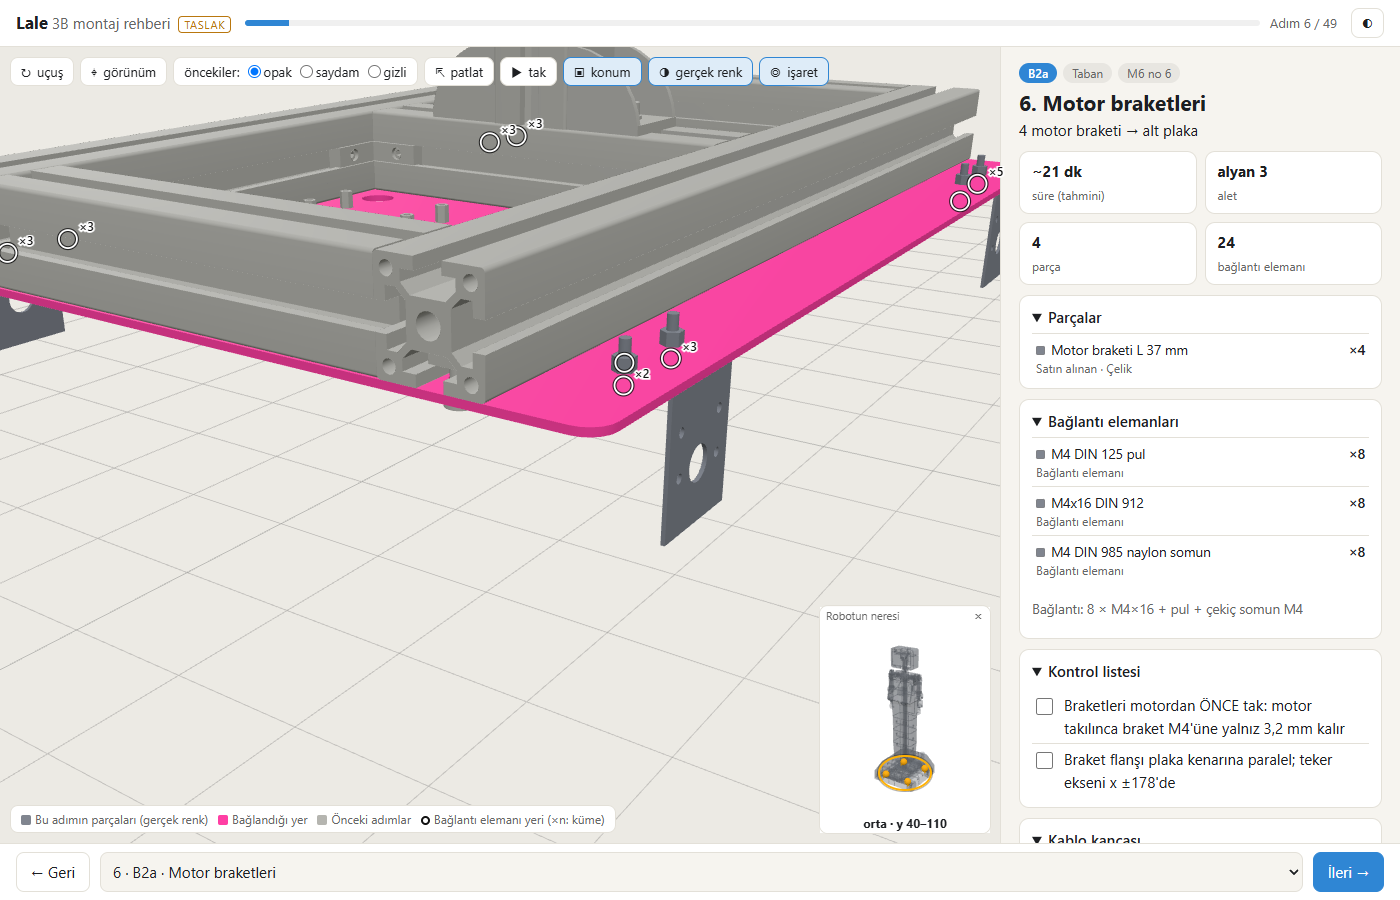 Lale 3B montaj rehberi TASLAK
Adım 6 / 49
↻ uçuş
⌖ görünüm
öncekiler: opak saydam gizli
⇱ patlat
▶ tak
▣ konum
◑ gerçek renk
◎ işaret
×3
×3
×3
×3
×5
×3
×2
Robotun neresi ×
orta · y 40–110
Bu adımın parçaları (gerçek renk) Bağlandığı yer Önceki adımlar Bağlantı elemanı yeri (×n: küme)
B2a Taban M6 no 6
6. Motor braketleri
4 motor braketi → alt plaka
~21 dk
süre (tahmini)
alyan 3
alet
4
parça
24
bağlantı elemanı
▼ Parçalar
Motor braketi L 37 mm ×4
Satın alınan · Çelik
▼ Bağlantı elemanları
M4 DIN 125 pul ×8
Bağlantı elemanı
M4x16 DIN 912 ×8
Bağlantı elemanı
M4 DIN 985 naylon somun ×8
Bağlantı elemanı
Bağlantı: 8 × M4×16 + pul + çekiç somun M4
▼ Kontrol listesi
Braketleri motordan ÖNCE tak: motor
takılınca braket M4'üne yalnız 3,2 mm kalır
Braket flanşı plaka kenarına paralel; teker
ekseni x ±178'de
▼ Kablo kancası
← Geri
6 · B2a · Motor braketleri
İleri →